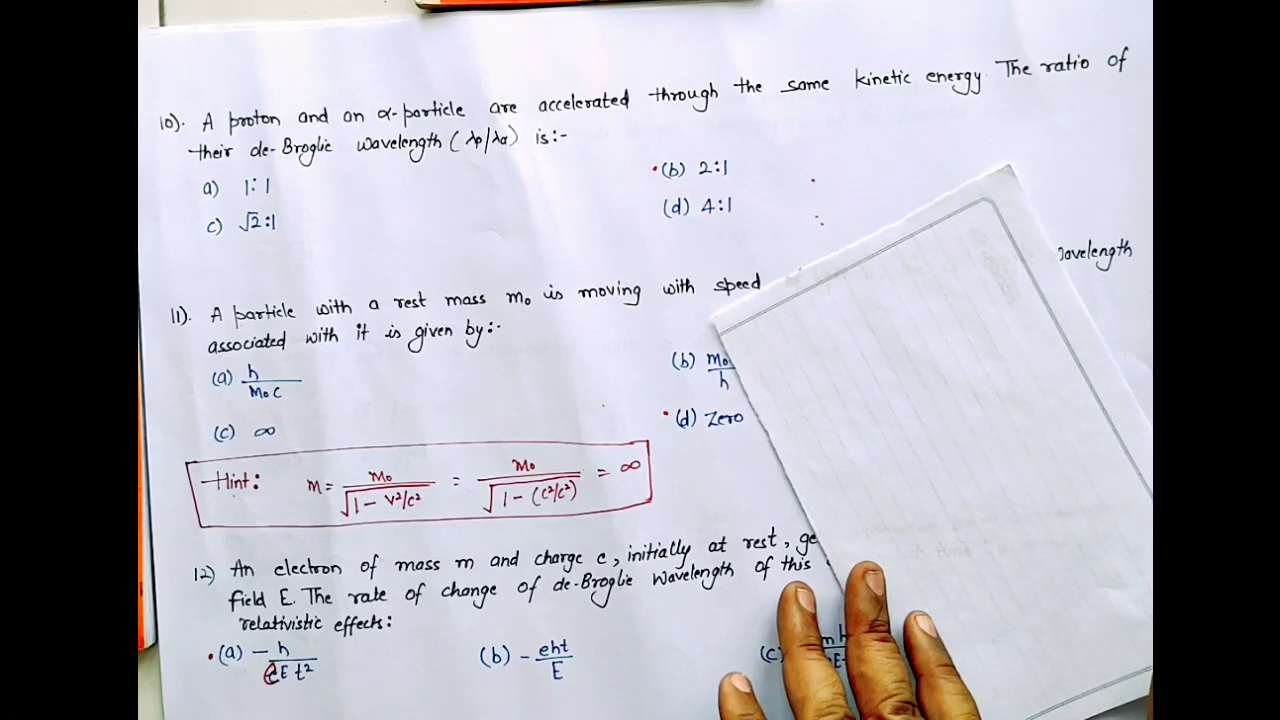 10). A proton and an α-particle are accelerated through the same kinetic energy. The ratio of
their de-Broglie wavelength (λp/λα) is:-
a) 1:1
(b) 2:1
c) √2:1
(d) 4:1
11). A particle with a rest mass m₀ is moving with speed
wavelength
associated with it is given by:-
(a) h/m₀c
(b) m₀/h
(c) ∞
(d) Zero
Hint: m = m₀/√1 - v²/c² = m₀/√1 - (c²/c²) = ∞
12) An electron of mass m and charge e, initially at rest, ge
field E. The rate of change of de-Broglie wavelength of this
relativistic effects:
(a) - h/eEt²
(b) - eht/E
(c)